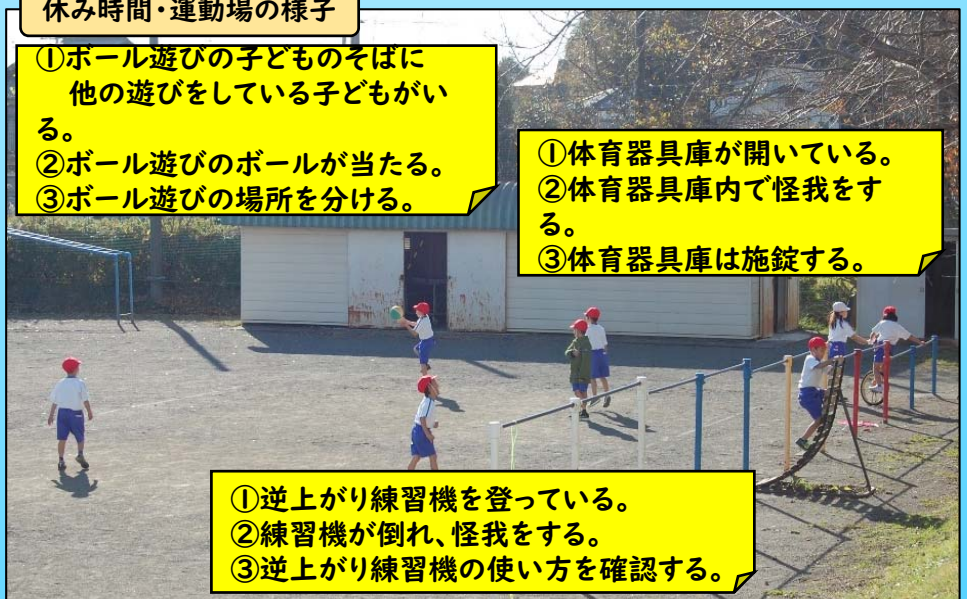 休み時間・運動場の様子
①ボール遊びの子どものそばに
他の遊びをしている子どもがい
る。
②ボール遊びのボールが当たる。
③ボール遊びの場所を分ける。
①体育器具庫が開いている。
②体育器具庫内で怪我をす
る。
③体育器具庫は施錠する。
①逆上がり練習機を登っている。
②練習機が倒れ、怪我をする。
③逆上がり練習機の使い方を確認する。